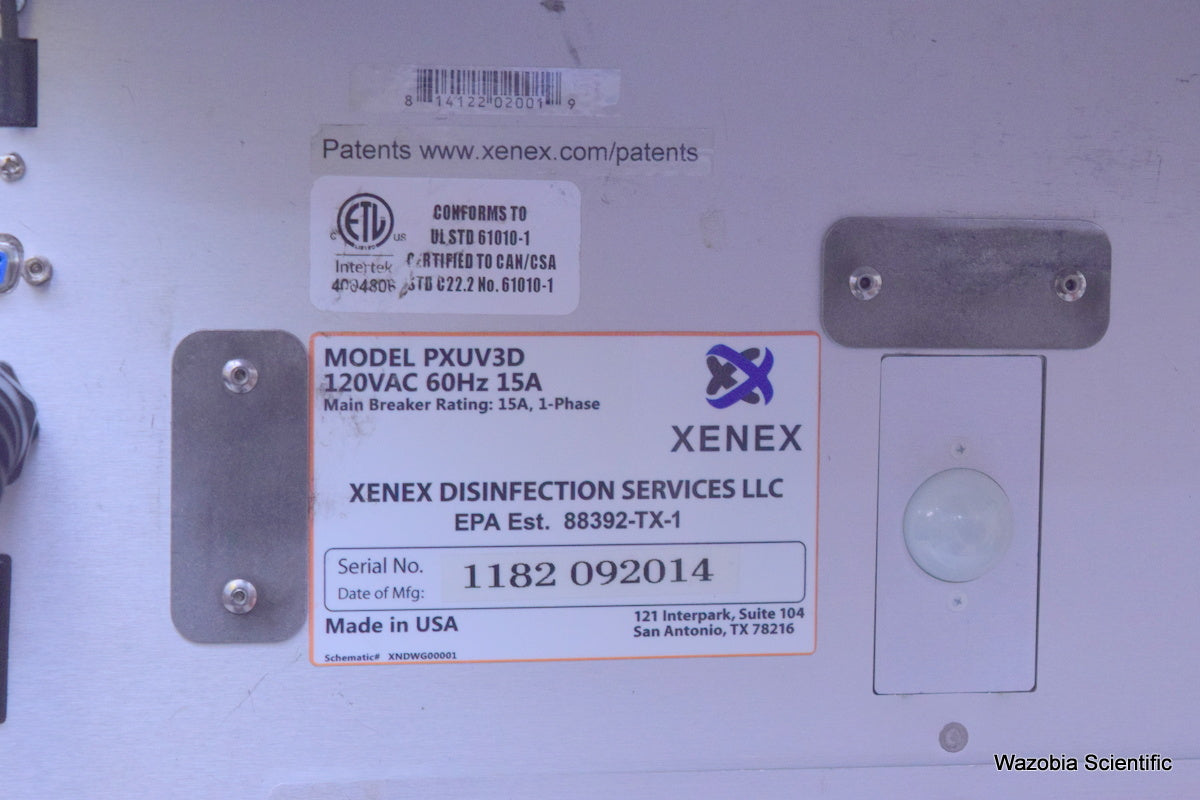 8 14122 02001 9
Patents www.xenex.com/patents
ETL
C US
Intertek
CONFORMS TO
UL STD 61010-1
CERTIFIED TO CAN/CSA
STD C22.2 No. 61010-1
MODEL PXUV3D
120VAC 60Hz 15A
Main Breaker Rating: 15A, 1-Phase
XENEX
XENEX DISINFECTION SERVICES LLC
EPA Est. 88392-TX-1
Serial No.
Date of Mfg:
1182 092014
Made in USA
121 Interpark, Suite 104
San Antonio, TX 78216
Schematic# XNDWG00001
Wazobia Scientific